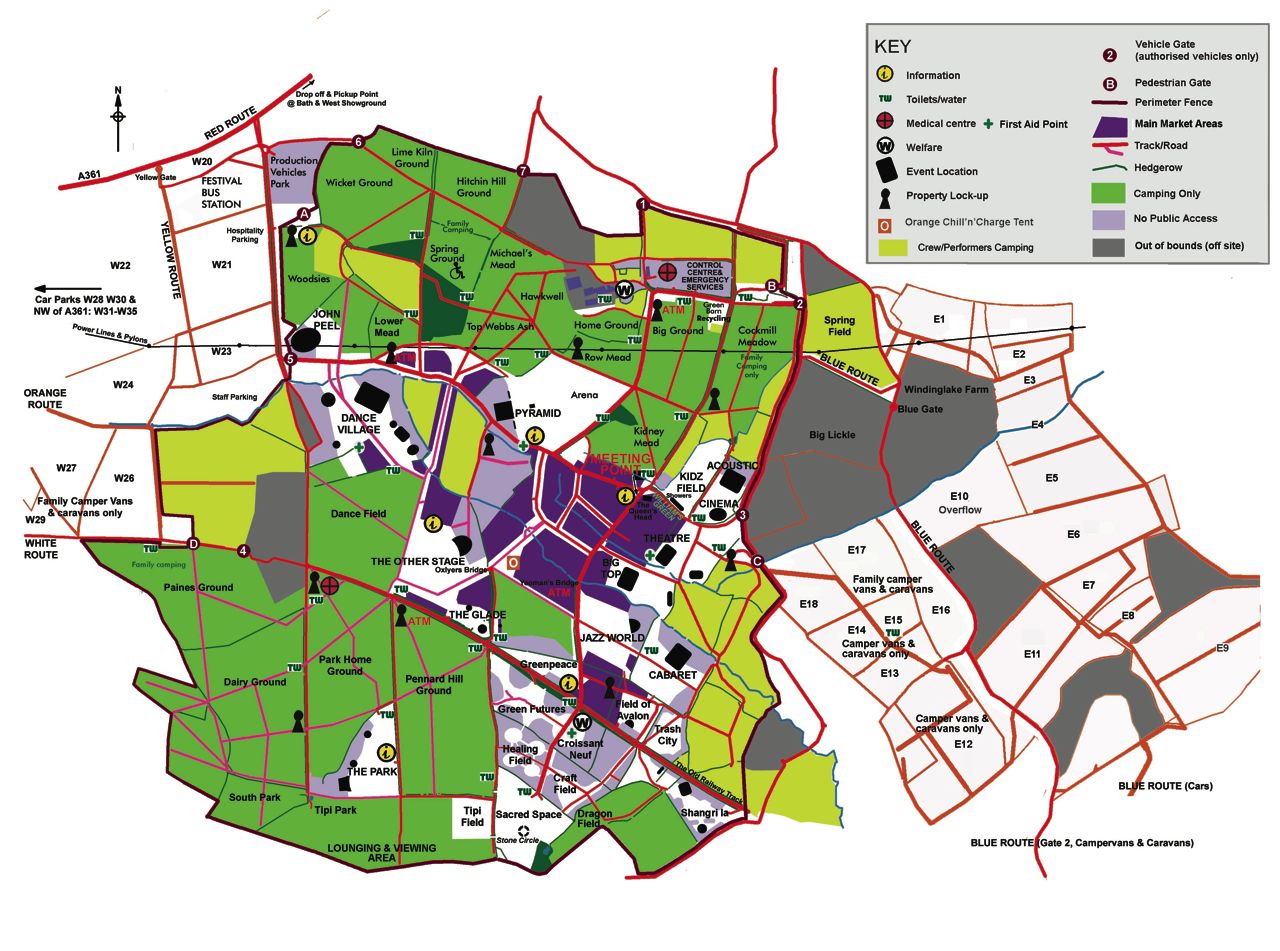 KEY
Information
Toilets/water
Medical centre
First Aid Point
Welfare
Event Location
Property Lock-up
O
Orange Chill'n'Charge Tent
Crew/Performers Camping
2
Vehicle Gate
(authorised vehicles only)
B
Pedestrian Gate
Perimeter Fence
Main Market Areas
Track/Road
Hedgerow
Camping Only
No Public Access
Out of bounds (off site)
TW
i
W
N
Drop off & Pickup Point
@ Bath & West Showground
RED ROUTE
A361
Yellow Gate
W20
FESTIVAL
BUS
STATION
YELLOW ROUTE
Hospitality
Parking
W22
W21
Car Parks W28 W30 &
NW of A361: W31-W35
Power Lines & Pylons
W23
W24
ORANGE
ROUTE
Staff Parking
W27
W26
Family Camper Vans
& caravans only
W29
WHITE
ROUTE
Production
Vehicles
Park
6
Lime Kiln
Ground
Wicket Ground
Hitchin Hill
Ground
7
A
1
Family
Camping
Spring
Ground
Michael's
Mead
Woodsies
JOHN
PEEL
Lower
Mead
Hawkwell
Top Webbs Ash
Home Ground
Row Mead
CONTROL
CENTRE&
EMERGENCY
SERVICES
B
2
ATM
Green
Born
Recycling
Big Ground
Cockmill
Meadow
Family
Camping
only
5
ATM
DANCE
VILLAGE
PYRAMID
Arena
Kidney
Mead
MEETING
POINT
KIDZ
FIELD
Showers
ACOUSTIC
CINEMA
3
The
Queen's
Head
Dance Field
THE OTHER STAGE
Oxlyers Bridge
O
Yeoman's Bridge
ATM
THEATRE
BIG
TOP
C
D
4
Family camping
Paines Ground
ATM
THE GLADE
JAZZ WORLD
CABARET
Dairy Ground
Park Home
Ground
Pennard Hill
Ground
Greenpeace
Green Futures
Field of
Avalon
Trash
City
Croissant
Neuf
Healing
Field
Craft
Field
The Old Railway Track
THE PARK
South Park
Tipi Park
Tipi
Field
Sacred Space
Stone Circle
Dragon
Field
Shangri la
LOUNGING & VIEWING
AREA
Spring
Field
BLUE ROUTE
E1
E2
E3
E4
Windinglake Farm
Blue Gate
Big Lickle
E5
E10
Overflow
E6
BLUE ROUTE
E17
Family camper
vans & caravans
E7
E18
E16
E8
E15
TW
E14
Camper vans &
caravans only
E9
E11
E13
Camper vans &
caravans only
E12
BLUE ROUTE (Cars)
BLUE ROUTE (Gate 2, Campervans & Caravans)